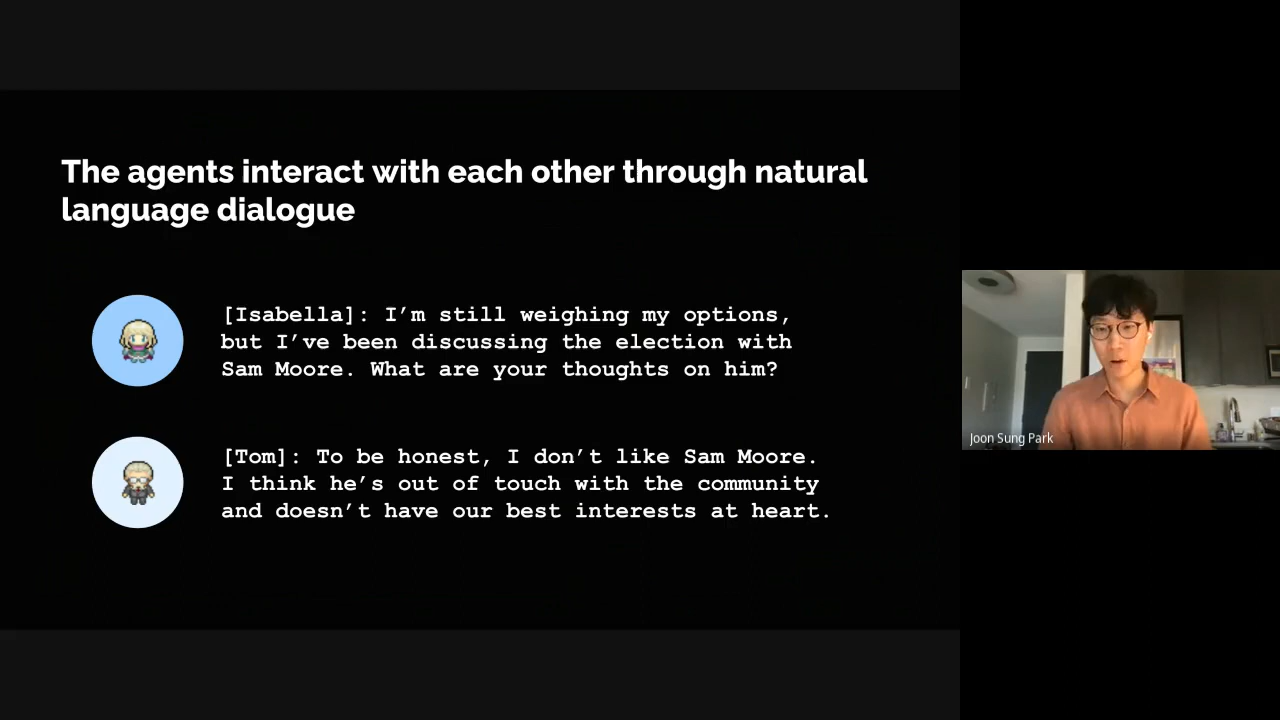 The agents interact with each other through natural
language dialogue
[Isabella]: I’m still weighing my options,
but I’ve been discussing the election with
Sam Moore. What are your thoughts on him?
[Tom]: To be honest, I don’t like Sam Moore.
I think he’s out of touch with the community
and doesn’t have our best interests at heart.
Joon Sung Park